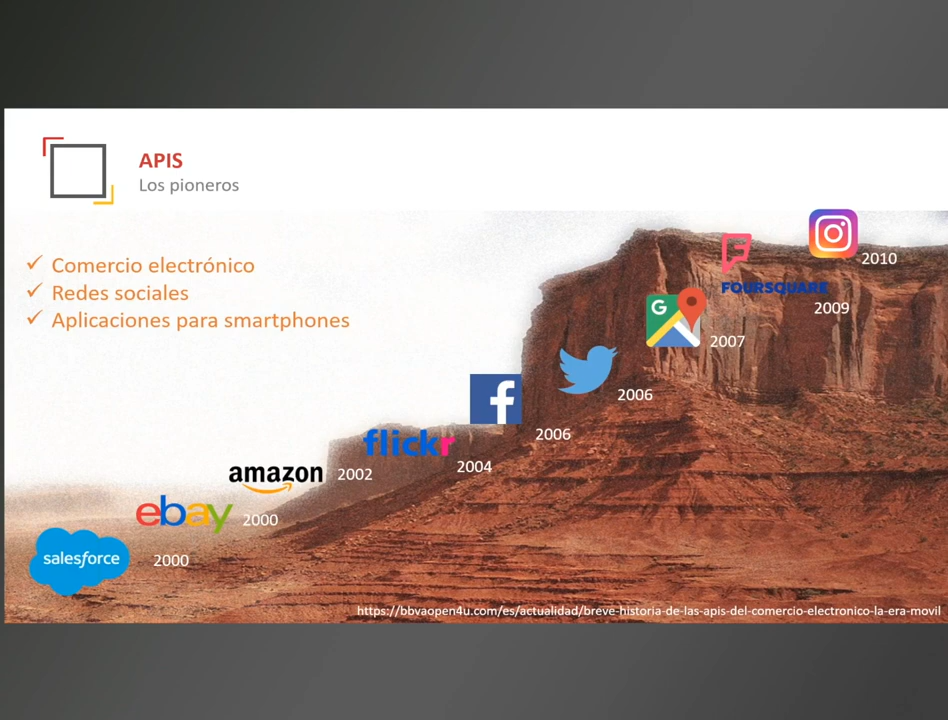 APIS
Los pioneros
✓ Comercio electrónico
✓ Redes sociales
✓ Aplicaciones para smartphones
2010
FOURSQUARE
2009
G
2007
2006
f
2006
flickr
2004
amazon
2002
ebay
2000
salesforce
2000
https://bbvaopen4u.com/es/actualidad/breve-historia-de-las-apis-del-comercio-electronico-la-era-movil